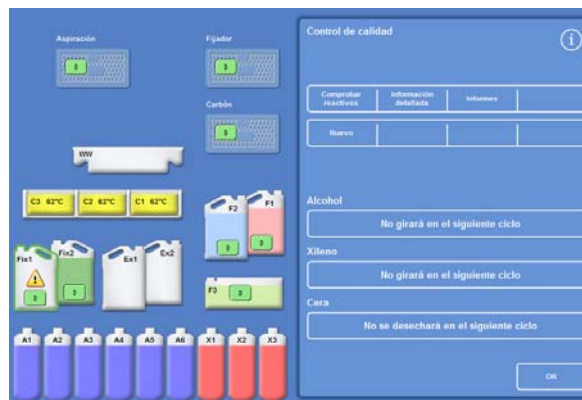 Aspiración
Fijador
Carbón
WW
C3 62°C
C2 62°C
C1 62°C
F2
F1
Fix1
Fix2
Ex1
Ex2
F3
A1
A2
A3
A4
A5
A6
X1
X2
X3
Control de calidad
i
Comprobar
reactivos
Información
detallada
Informes
Nuevo
Alcohol
No girará en el siguiente ciclo
Xileno
No girará en el siguiente ciclo
Cera
No se desechará en el siguiente ciclo
OK